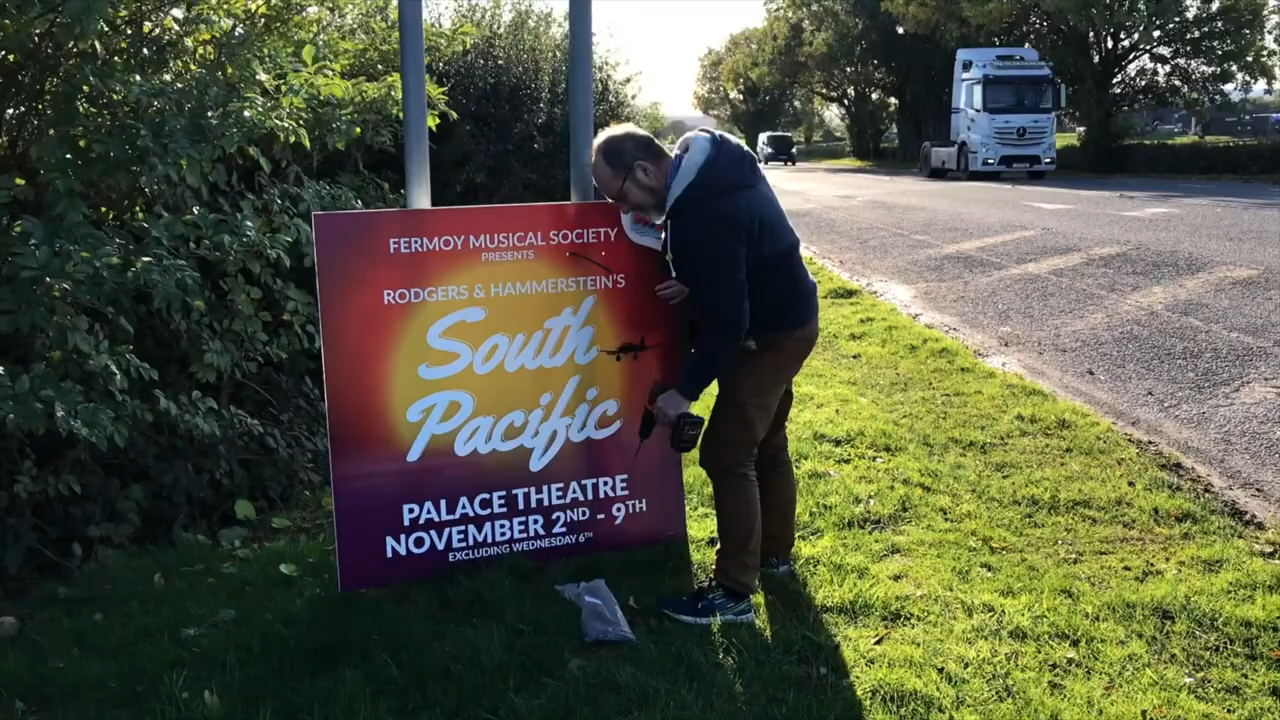 FERMOY MUSICAL SOCIETY
PRESENTS
RODGERS & HAMMERSTEIN'S
South
Pacific
PALACE THEATRE
NOVEMBER 2ND - 9TH
EXCLUDING WEDNESDAY 6TH